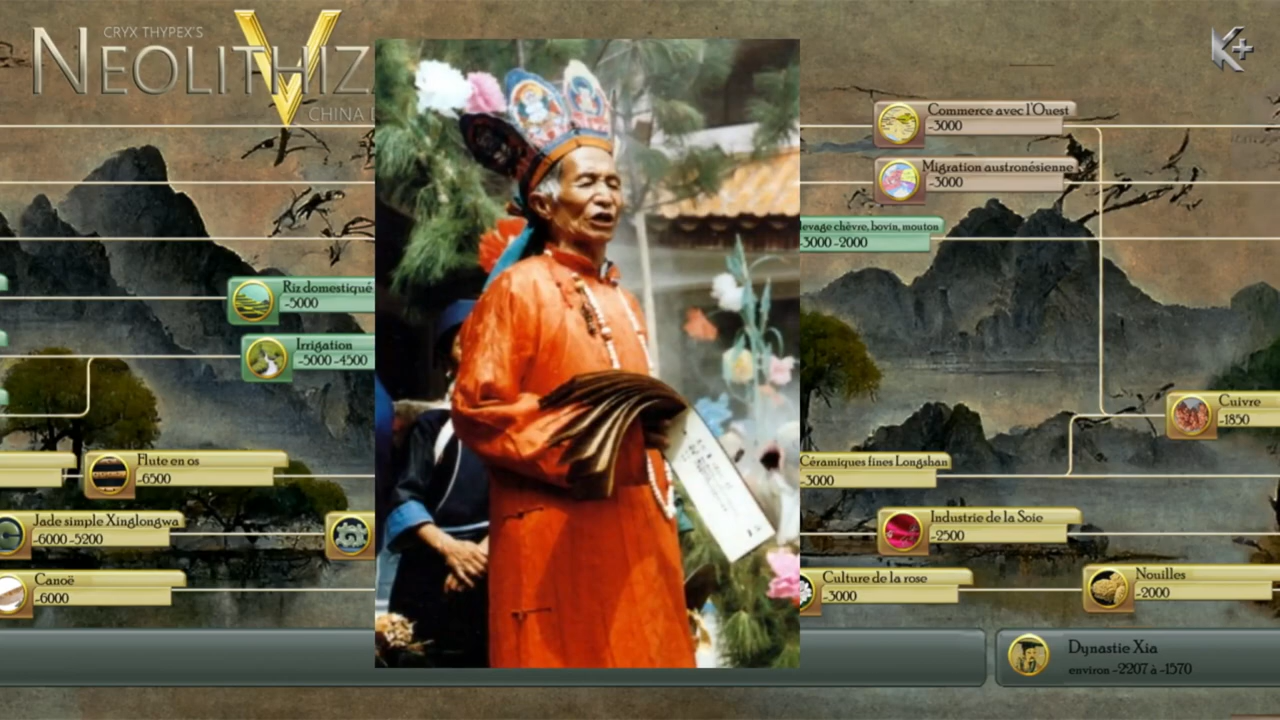 CRYX THYPEX'S
NEOLITHIZ
V
CHINA
K+
Commerce avec l'Ouest
-3000
Migration austronésienne
-3000
levage chèvre, bovin, mouton
-3000 -2000
Riz domestiqué
-5000
Irrigation
-5000 -4500
Cuivre
-1850
Flute en os
-6500
Céramiques fines Longshan
-3000
Jade simple Xinglongwa
-6000 -5200
Industrie de la Soie
-2500
Canoë
-6000
Culture de la rose
-3000
Nouilles
-2000
Dynastie Xia
environ -2207 à -1570